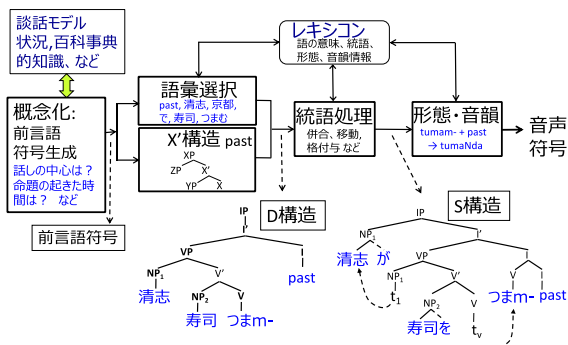 談話モデル
状況,百科事典
的知識、など
概念化:
前言語
符号生成
話しの中心は？
命題の起きた時
間は？ など
前言語符号
語彙選択
past, 清志, 京都,
で, 寿司, つまむ
X’構造 past
XP
ZP X’
YP X
レキシコン
語の意味、統語、
形態、音韻情報
統語処理
併合、移動,
格付与 など
形態・音韻
tumam- + past
→ tumaNda
音声
符号
D構造
IP
I’
VP I
past
NP1 V’
清志
NP2 V
寿司 つまm-
S構造
IP
NP1 I’
清志 が
VP I
NP1 V’ V I
t1 つまm- past
NP2 V
寿司を tv